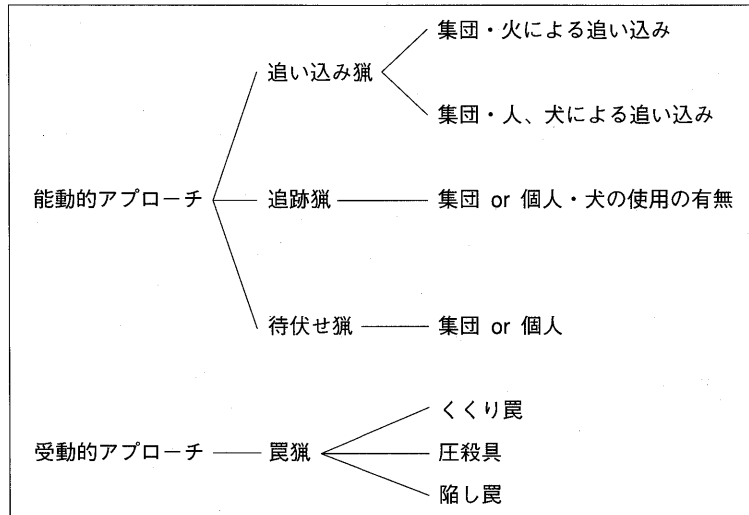 集団・火による追い込み
追い込み猟
集団・人、犬による追い込み
能動的アプローチ
追跡猟
集団 or 個人・犬の使用の有無
待伏せ猟
集団 or 個人
くくり罠
受動的アプローチ
罠猟
圧殺具
陥し罠